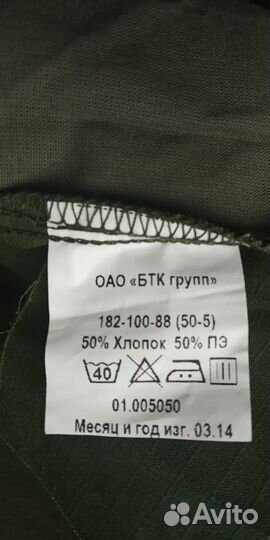 ОАО «БТК групп»
182-100-88 (50-5)
50% Хлопок 50% ПЭ
40
01.005050
Месяц и год изг. 03.14
Avito